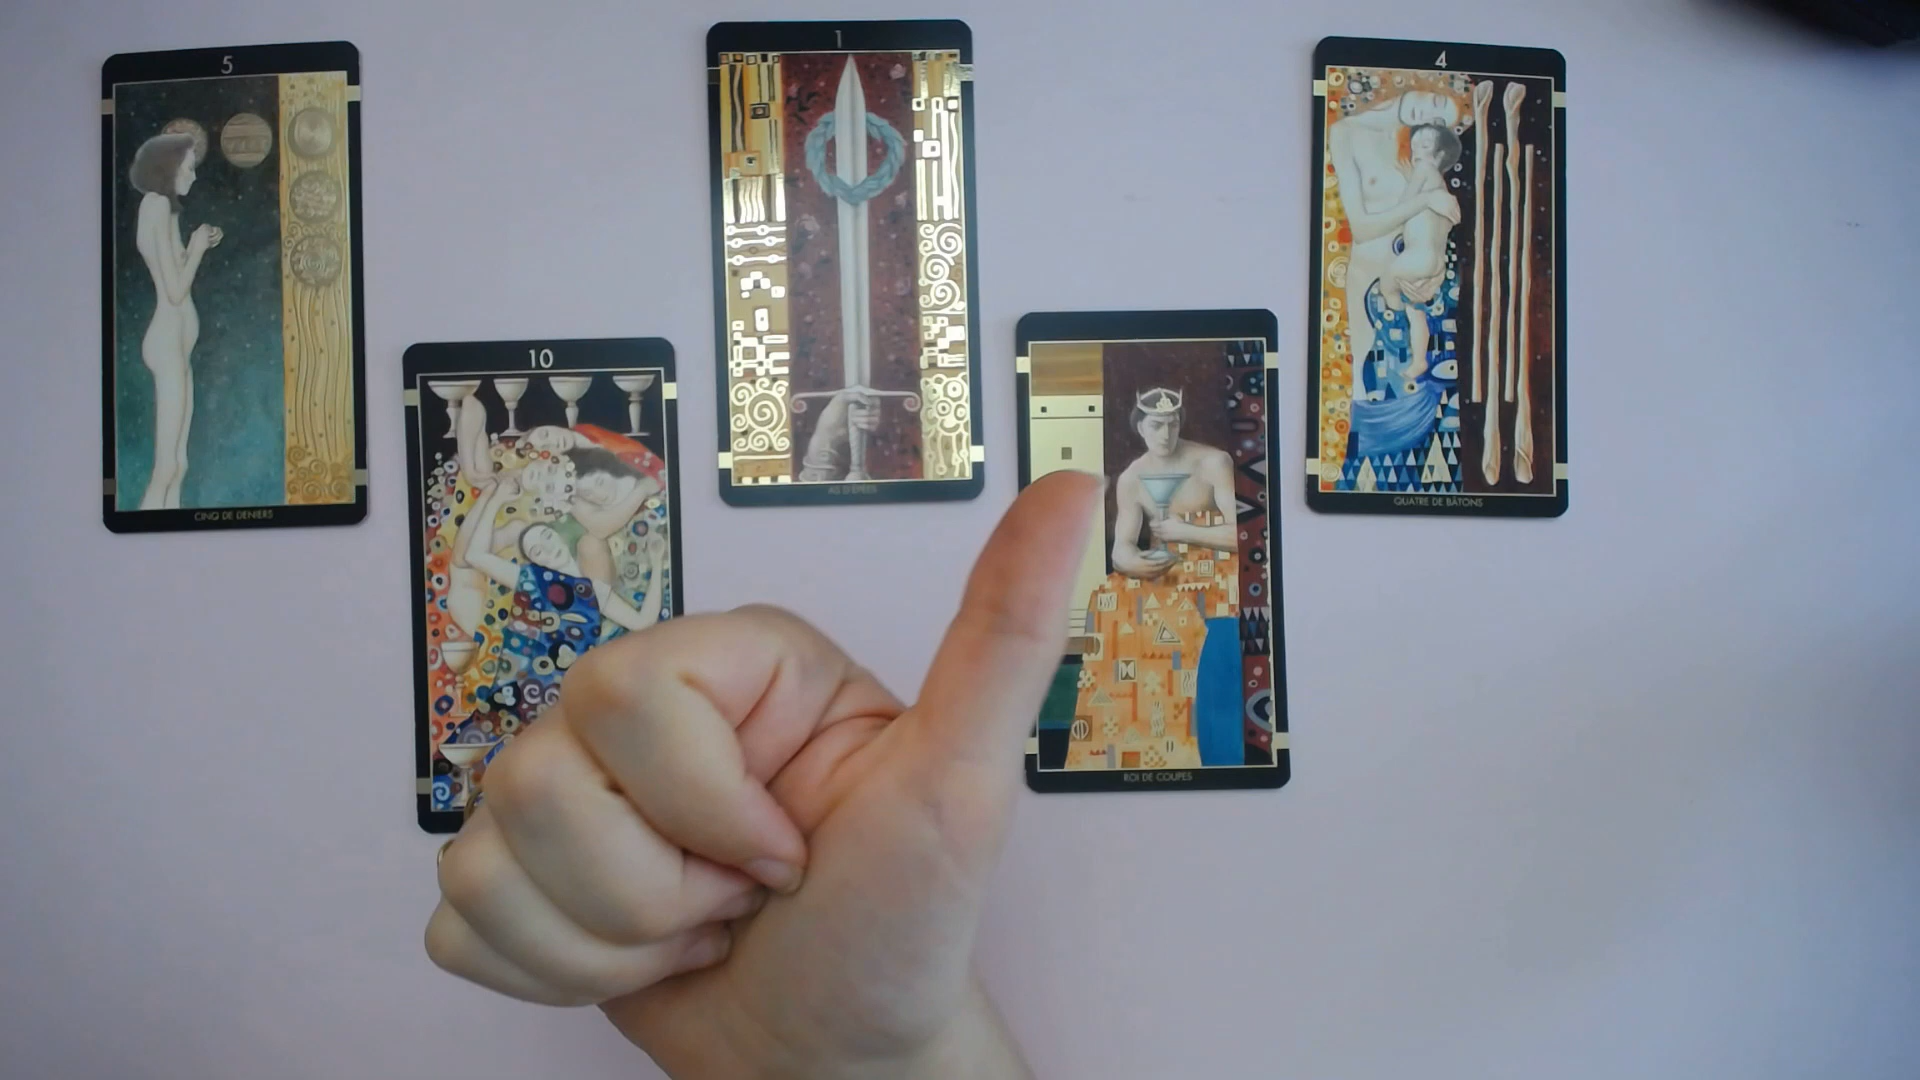 5
CINQ DE DENIERS
10
1
AS D'ÉPÉES
ROI DE COUPES
4
QUATRE DE BÂTONS